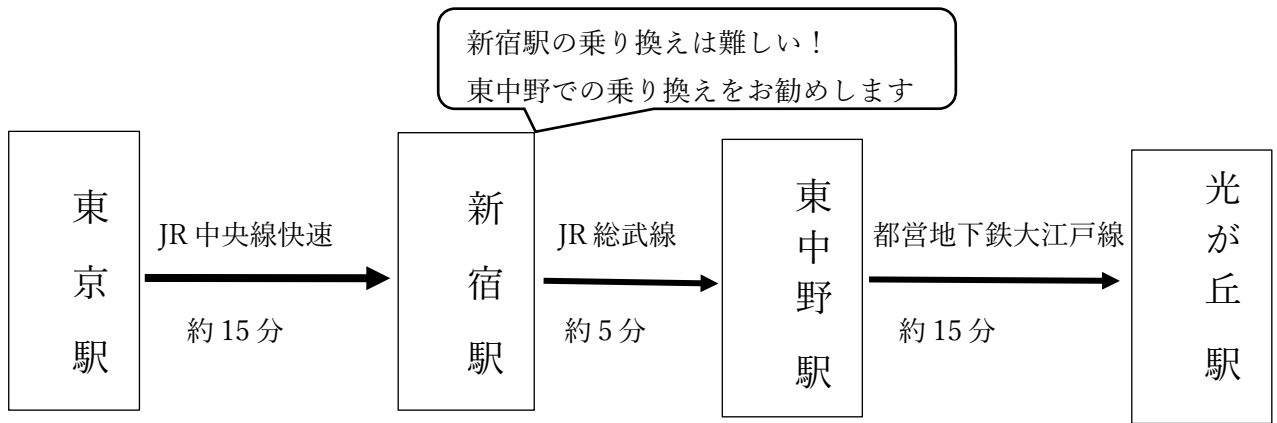 新宿駅の乗り換えは難しい！
東中野での乗り換えをお勧めします
東京駅
JR中央線快速
約15分
新宿駅
JR総武線
約5分
東中野駅
都営地下鉄大江戸線
約15分
光が丘駅